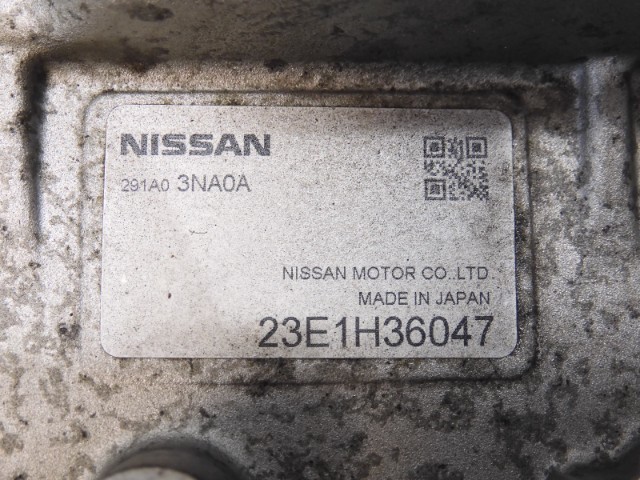 NISSAN
291A0 3NA0A
NISSAN MOTOR CO.,LTD.
MADE IN JAPAN
23E1H36047